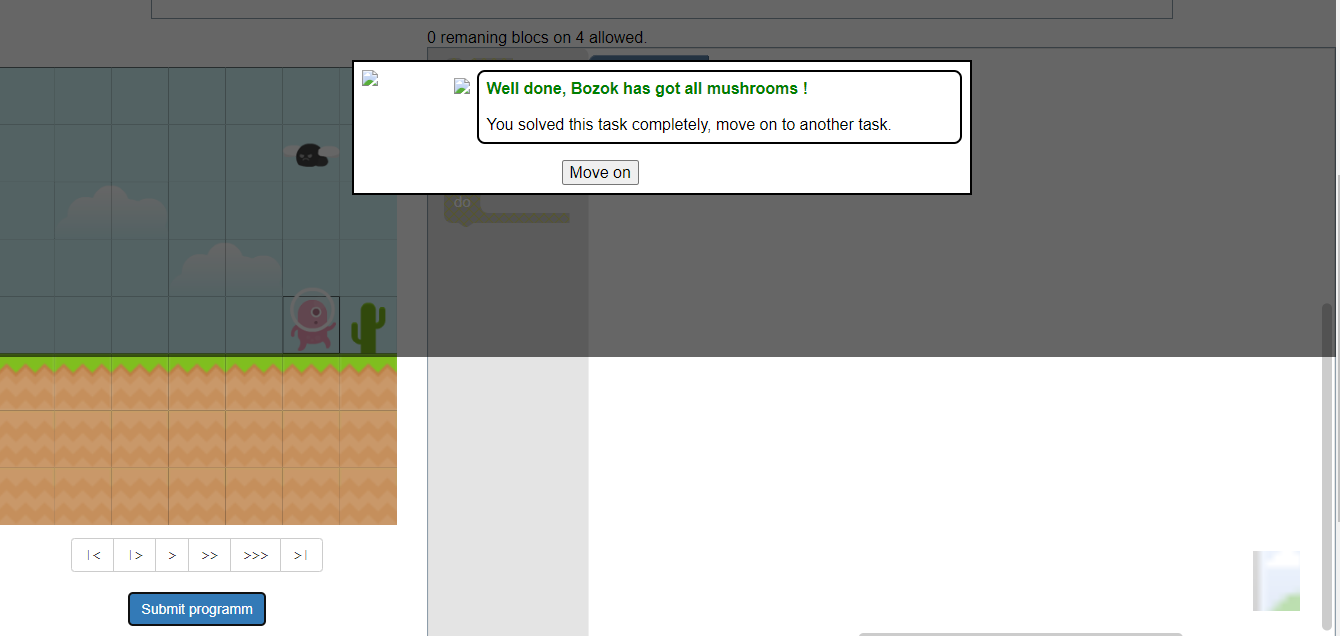 0 remaning blocs on 4 allowed.
Well done, Bozok has got all mushrooms !
You solved this task completely, move on to another task.
Move on
do
|< |> > >> >>> >|
Submit programm